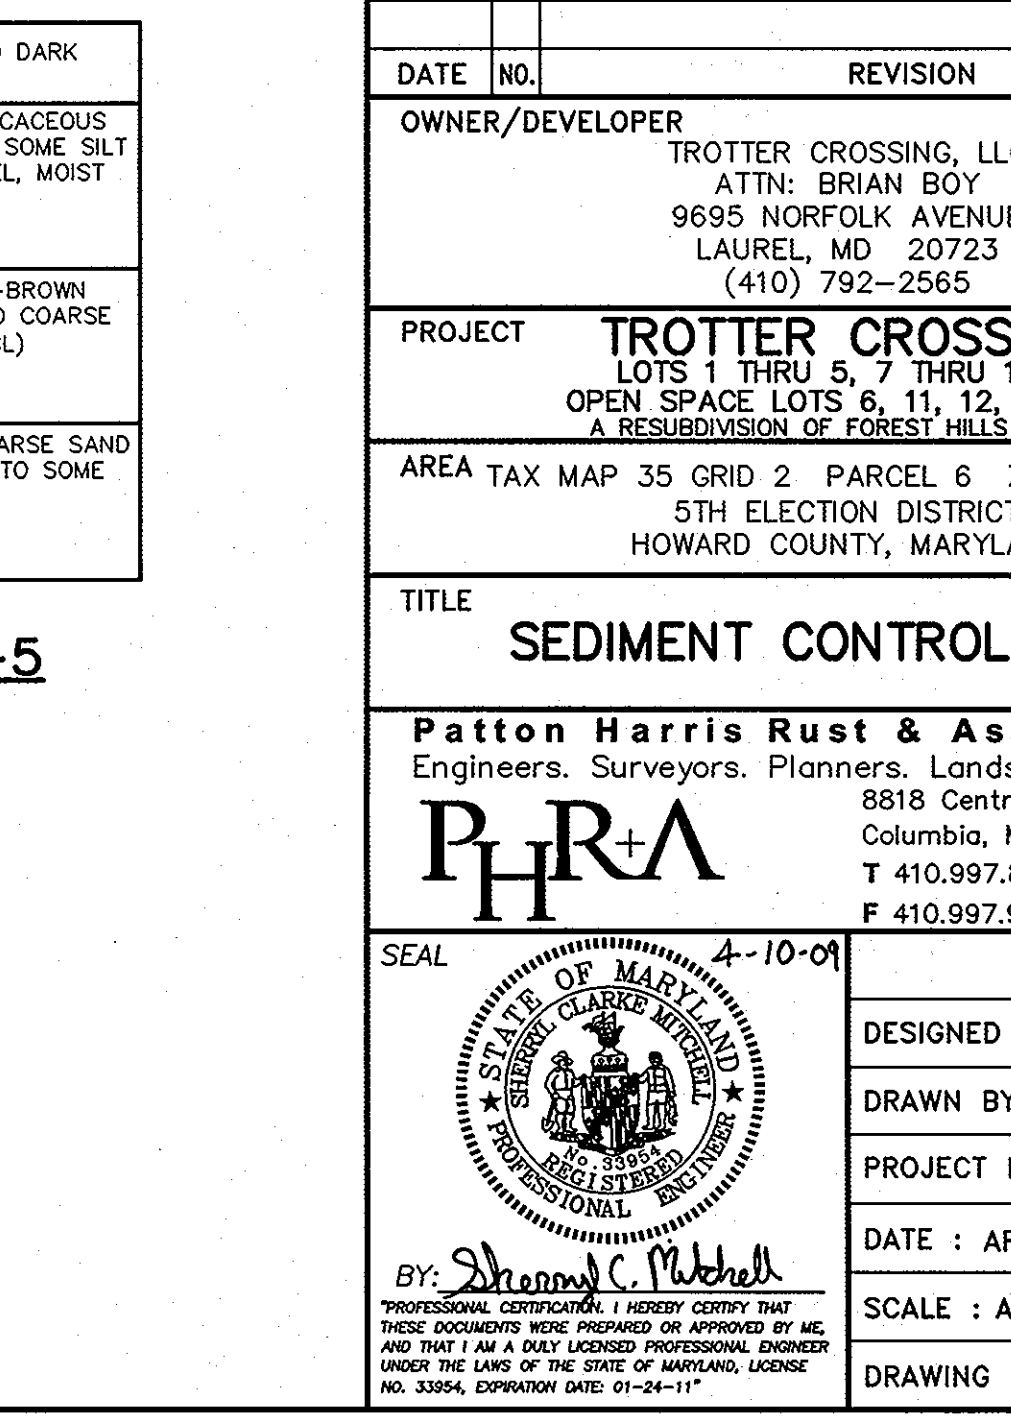 DARK
CACEOUS
SOME SILT
MOIST
-BROWN
COARSE
ARSE SAND
TO SOME
-5
DATE NO. REVISION
OWNER/DEVELOPER
TROTTER CROSSING,
ATTN: BRIAN BOY
9695 NORFOLK AVENUE
LAUREL, MD 20723
(410) 792-2565
PROJECT TROTTER CROSS
LOTS 1 THRU 5, 7 THRU 1
OPEN SPACE LOTS 6, 11, 12,
A RESUBDIVISION OF FOREST HILLS
AREA TAX MAP 35 GRID 2 PARCEL 6
5TH ELECTION DISTRICT
HOWARD COUNTY, MARYLA
TITLE
SEDIMENT CONTROL
Patton Harris Rust & As
Engineers. Surveyors. Planners. Lands
8818 Centr
Columbia,
T 410.997.
F 410.997.
PHR+A
SEAL 4-10-09
STATE OF MARYLAND
SHERRYL CLARKE MITCHELL
No. 33954
REGISTERED
PROFESSIONAL ENGINEER
BY: Sherryl C. Mitchell
"PROFESSIONAL CERTIFICATION. I HEREBY CERTIFY THAT
THESE DOCUMENTS WERE PREPARED OR APPROVED BY ME,
AND THAT I AM A DULY LICENSED PROFESSIONAL ENGINEER
UNDER THE LAWS OF THE STATE OF MARYLAND, LICENSE
NO. 33954, EXPIRATION DATE: 01-24-11"
DESIGNED
DRAWN BY
PROJECT
DATE : AP
SCALE : A
DRAWING